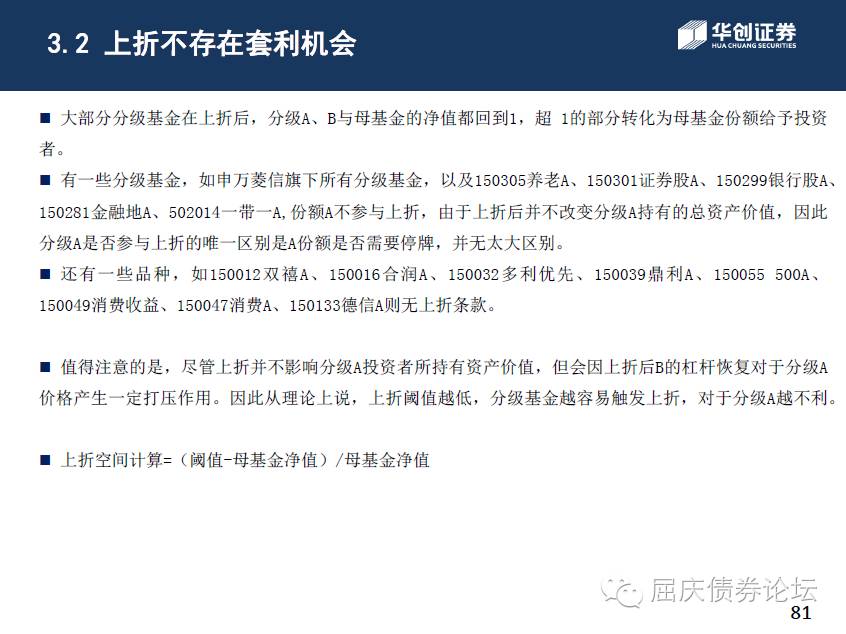 3.2 上折不存在套利机会
华创证券
HUA CHUANG SECURITIES
■ 大部分分级基金在上折后，分级A、B与母基金的净值都回到1，超 1的部分转化为母基金份额给予投资
者。
■ 有一些分级基金，如申万菱信旗下所有分级基金，以及150305养老A、150301证券股A、150299银行股A、
150281金融地A、502014一带一A,份额A不参与上折，由于上折后并不改变分级A持有的总资产价值，因此
分级A是否参与上折的唯一区别是A份额是否需要停牌，并无太大区别。
■ 还有一些品种，如150012双禧A、150016合润A、150032多利优先、150039鼎利A、150055 500A、
150049消费收益、150047消费A、150133德信A则无上折条款。
■ 值得注意的是，尽管上折并不影响分级A投资者所持有资产价值，但会因上折后B的杠杆恢复对于分级A
价格产生一定打压作用。因此从理论上说，上折阈值越低，分级基金越容易触发上折，对于分级A越不利。
■ 上折空间计算=（阈值-母基金净值）/母基金净值
屈庆债券论坛
81